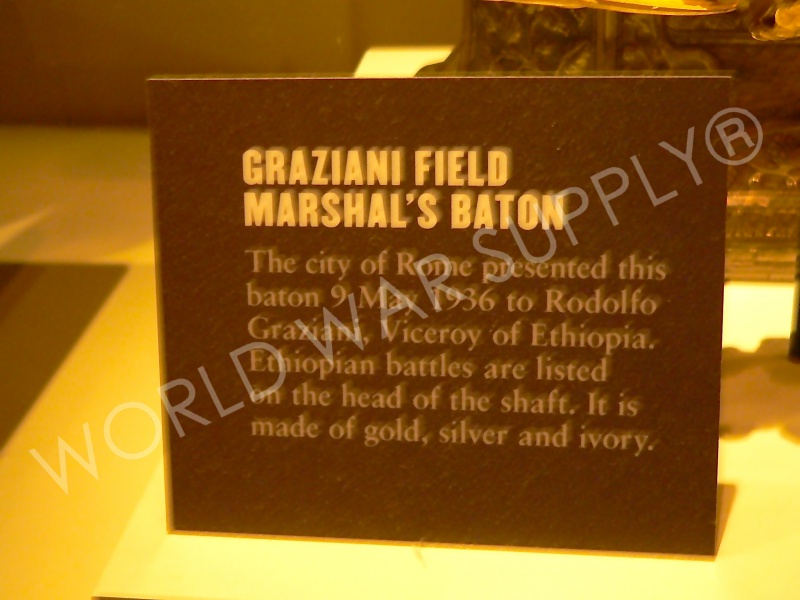 GRAZIANI FIELD
MARSHAL'S BATON
The city of Rome presented this
baton 9 May 1936 to Rodolfo
Graziani, Viceroy of Ethiopia.
Ethiopian battles are listed
on the head of the shaft. It is
made of gold, silver and ivory.
WORLD WAR SUPPLY®